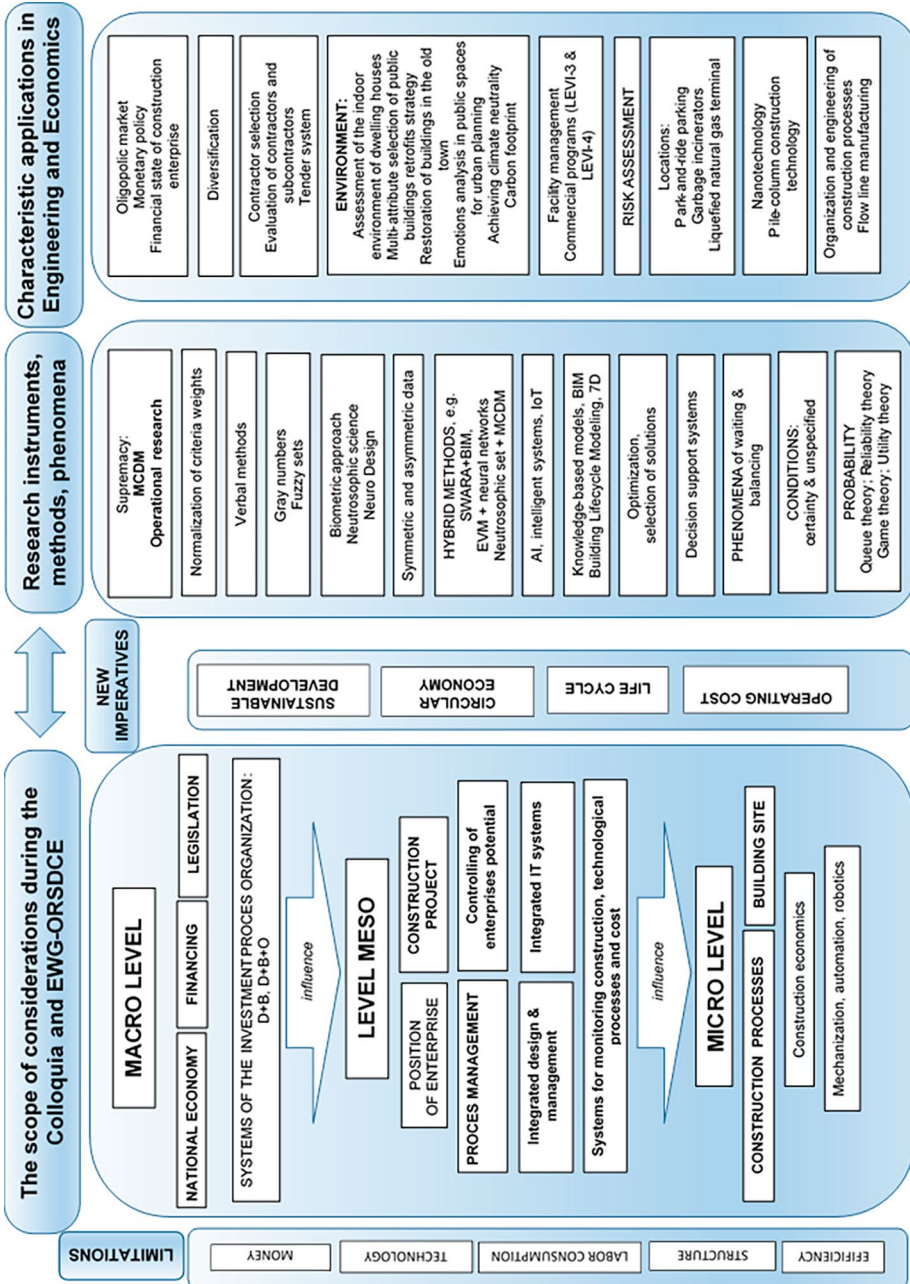 The scope of considerations during the
Colloquia and EWG-ORSDCE
Research instruments,
methods, phenomena
Characteristic applications in
Engineering and Economics
LIMITATIONS
MONEY
TECHNOLOGY
LABOR CONSUMPTION
STRUCTURE
EFIFICIENCY
MACRO LEVEL
NATIONAL ECONOMY
FINANCING
LEGISLATION
SYSTEMS OF THE INVESTMENT PROCES ORGANIZATION:
D+B, D+B+O
influence
LEVEL MESO
POSITION
OF ENTERPRISE
CONSTRUCTION
PROJECT
PROCES MANAGEMENT
Controlling of
enterprises potential
Integrated design &
management
Integrated IT systems
Systems for monitoring construction, technological
processes and cost
influence
MICRO LEVEL
CONSTRUCTION PROCESSES
BUILDING SITE
Construction economics
Mechanization, automation, robotics
NEW
IMPERATIVES
SUSTAINABLE
DEVELOPMENT
CIRCULAR
ECONOMY
LIFE CYCLE
OPERATING COST
Supremacy:
MCDM
Operational research
Normalization of criteria weights
Verbal methods
Gray numbers
Fuzzy sets
Biometric approach
Neutrosophic science
Neuro Design
Symmetric and asymmetric data
HYBRID METHODS, e.g.
SWARA+BIM,
EVM + neural networks
Neutrosophic set + MCDM
AI, intelligent systems, IoT
Knowledge-based models, BIM
Building Lifecycle Modeling, 7D
Optimization,
selection of solutions
Decision support systems
PHENOMENA of waiting &
balancing
CONDITIONS:
certainty & unspecified
PROBABILITY
Queue theory; Reliability theory
Game theory; Utility theory
Oligopolic market
Monetary policy
Financial state of construction
enterprise
Diversification
Contractor selection
Evaluation of contractors and
subcontractors
Tender system
ENVIRONMENT:
Assessment of the indoor
environment of dwelling houses
Multi-attribute selection of public
buildings retrofits strategy
Restoration of buildings in the old
town
Emotions analysis in public spaces
for urban planning
Achieving climate neutrality
Carbon footprint
Facility management
Commercial programs (LEVI-3 &
LEVI-4)
RISK ASSESSMENT
Locations:
Park-and-ride parking
Garbage incinerators
Liquefied natural gas terminal
Nanotechnology
Pile-column construction
technology
Organization and engineering of
construction processes
Flow line manufacturing